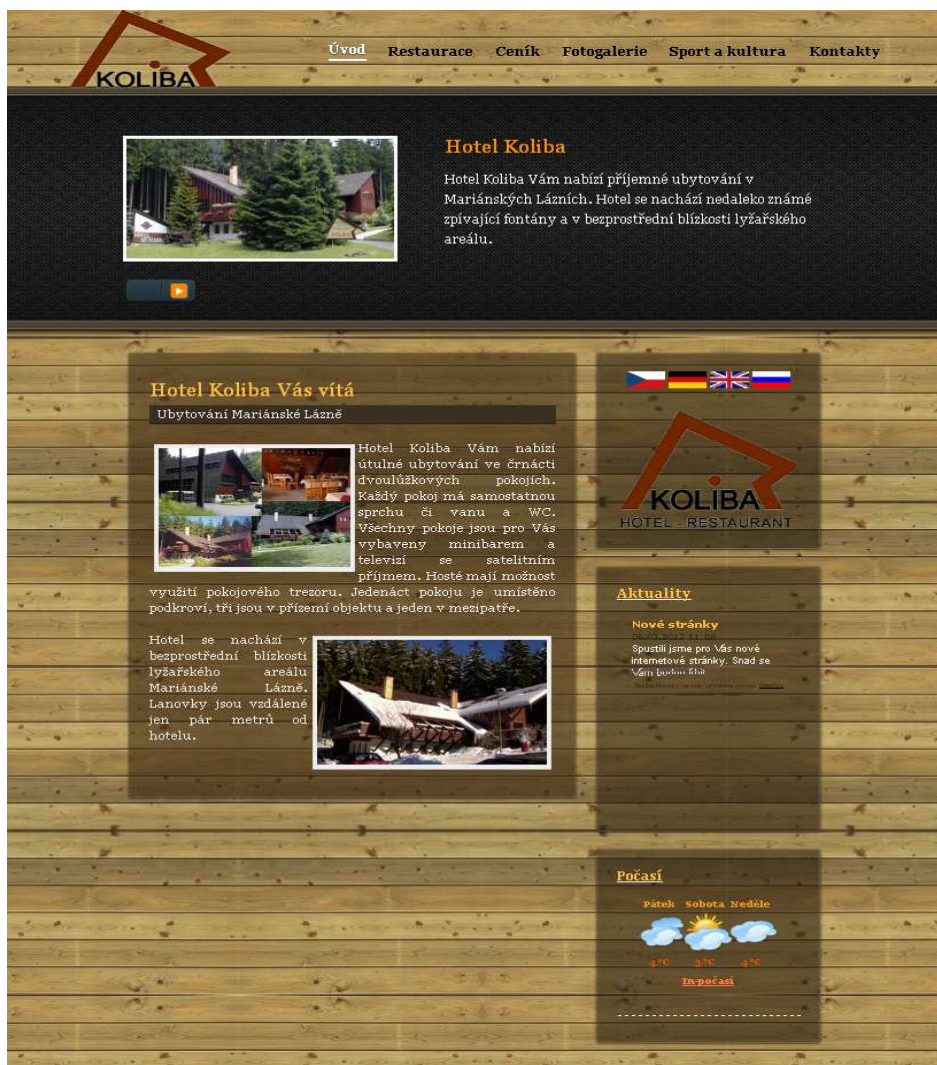 KOLIBA
Úvod Restaurace Ceník Fotogalerie Sport a kultura Kontakty
Hotel Koliba
Hotel Koliba Vám nabízí příjemné ubytování v
Mariánských Lázních. Hotel se nachází nedaleko známé
zpívající fontány a v bezprostřední blízkosti lyžařského
areálu.
Hotel Koliba Vás vítá
Ubytování Mariánské Lázně
Hotel Koliba Vám nabízí
útulné ubytování ve črnácti
dvoulůžkových pokojích.
Každý pokoj má samostatnou
sprchu či vanu a WC.
Všechny pokoje jsou pro Vás
vybaveny minibarem a
televizí se satelitním
příjmem. Hosté mají možnost
využití pokojového trezoru. Jedenáct pokoju je umístěno
podkroví, tři jsou v přízemí objektu a jeden v mezipatře.
Hotel se nachází v
bezprostřední blízkosti
lyžařského areálu
Mariánské Lázně.
Lanovky jsou vzdálené
jen pár metrů od
hotelu.
KOLIBA
HOTEL - RESTAURANT
Aktuality
Nové stránky
Spustili jsme pro Vás nové
internetové stránky. Snad se
Vám budou líbit
Počasí
Pátek Sobota Neděle
4°C 3°C 4°C
In-počasí